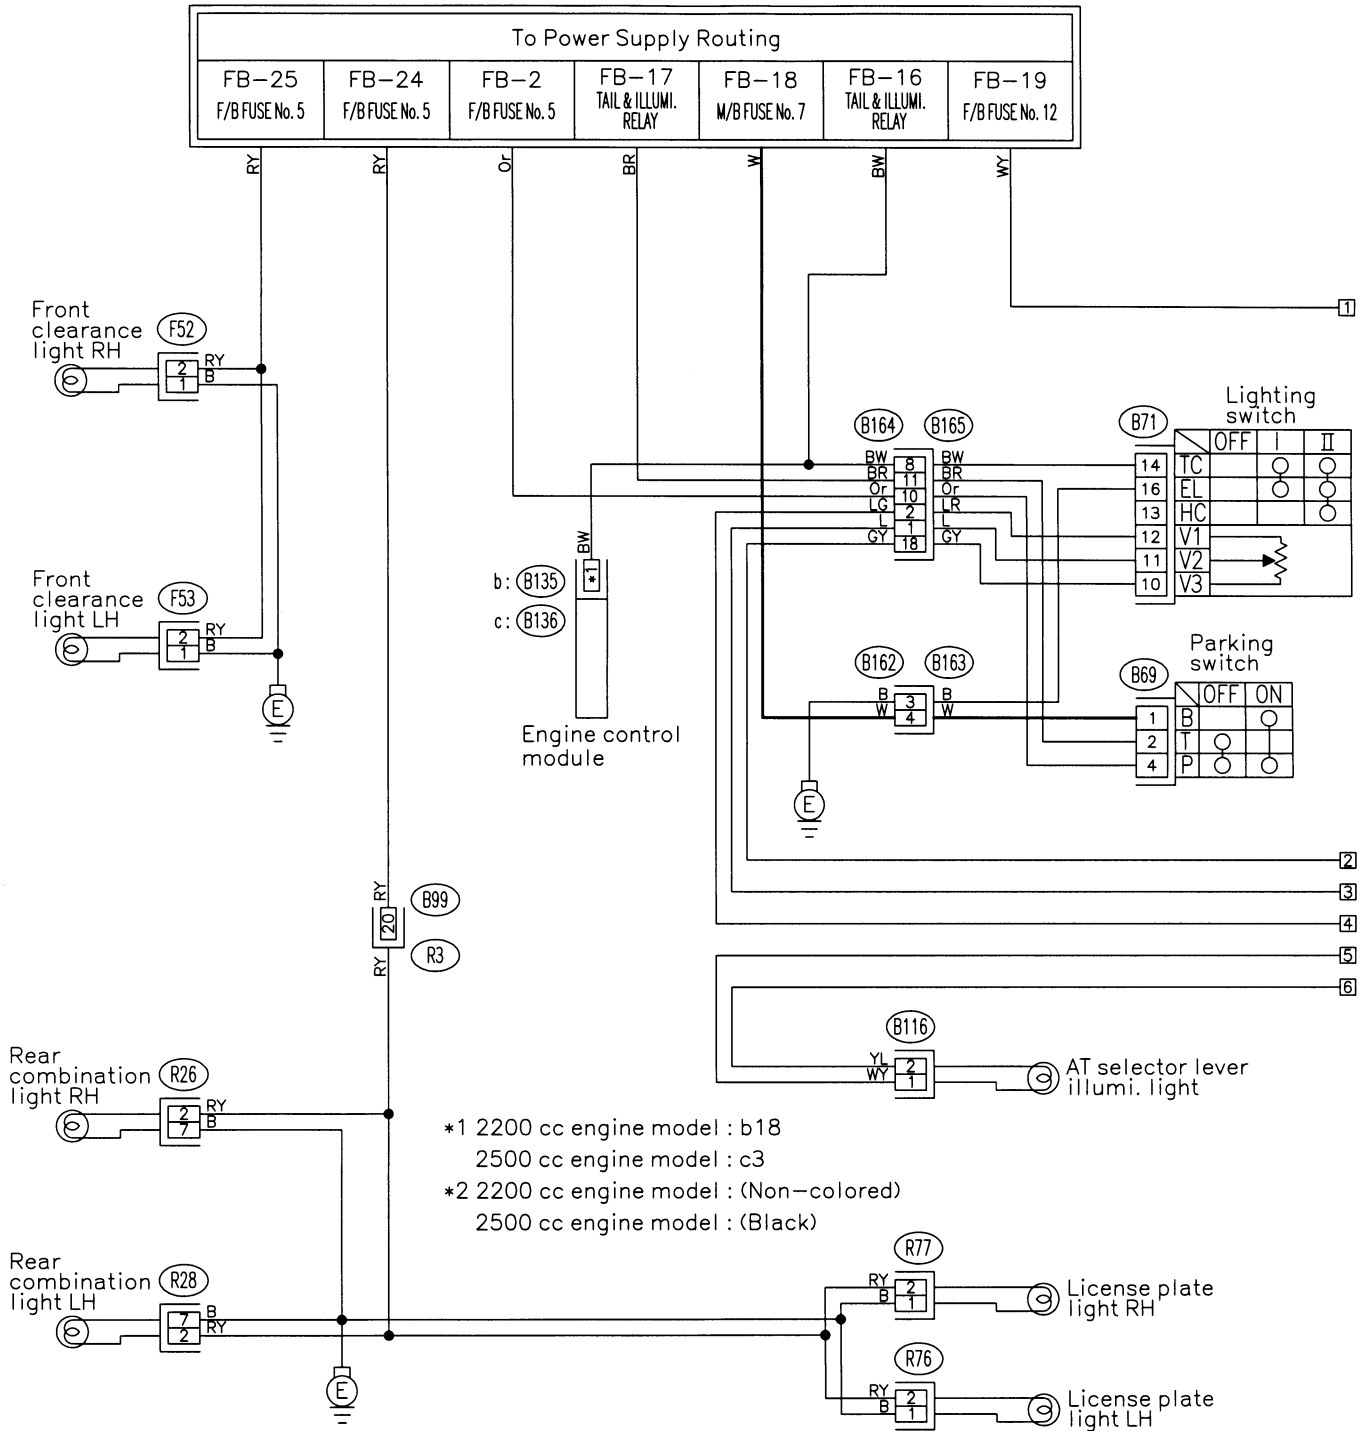 To Power Supply Routing
FB-25
F/B FUSE No. 5
FB-24
F/B FUSE No. 5
FB-2
F/B FUSE No. 5
FB-17
TAIL & ILLUMI.
RELAY
FB-18
M/B FUSE No. 7
FB-16
TAIL & ILLUMI.
RELAY
FB-19
F/B FUSE No. 12
RY
RY
Or
BR
W
BW
WY
1
Front
clearance
light RH
F52
2
1
RY
B
Front
clearance
light LH
F53
2
1
RY
B
E
B164
B165
BW 8 BW
BR 11 BR
Or 10 Or
LG 2 LR
L 1 L
GY 18 GY
B71
Lighting
switch
OFF I II
14 TC
16 EL
13 HC
12 V1
11 V2
10 V3
BW
*1
b: B135
c: B136
Engine control
module
B162
B163
B 3 B
W 4 W
E
B69
Parking
switch
OFF ON
1 B
2 T
4 P
2
3
4
5
6
RY
20
RY
B99
R3
B116
YL 2
WY 1
AT selector lever
illumi. light
Rear
combination
light RH
R26
2
7
RY
B
*1 2200 cc engine model : b18
2500 cc engine model : c3
*2 2200 cc engine model : (Non-colored)
2500 cc engine model : (Black)
Rear
combination
light LH
R28
7
2
B
RY
E
R77
RY 2
B 1
License plate
light RH
R76
RY 2
B 1
License plate
light LH